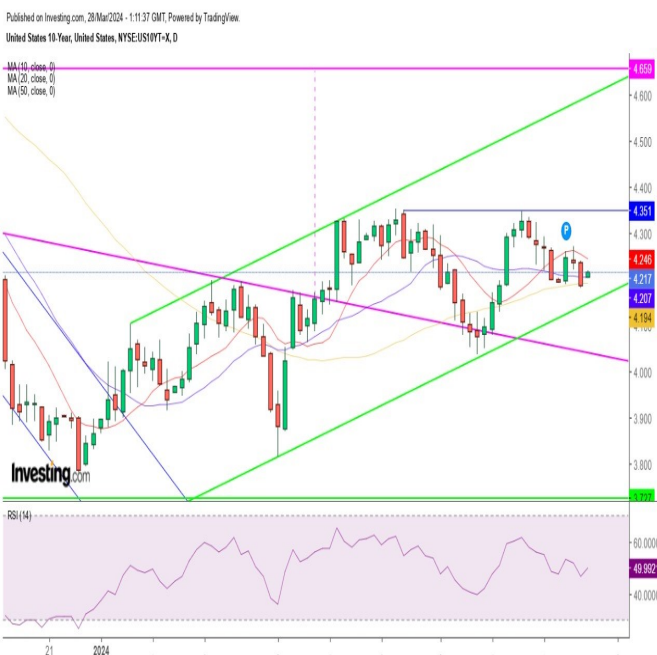 Published on Investing.com, 28/Mar/2024 - 1:11:37 GMT, Powered by TradingView.
United States 10-Year, United States, NYSE:US10YT=X, D
MA (10, close, 0)
MA (20, close, 0)
MA (50, close, 0)
4.659
4.600
4.500
4.400
4.351
4.300
4.246
4.217
4.207
4.194
4.100
4.000
3.900
3.800
3.727
P
Investing.com
RSI (14)
60.0000
49.992
40.0000
21
2024